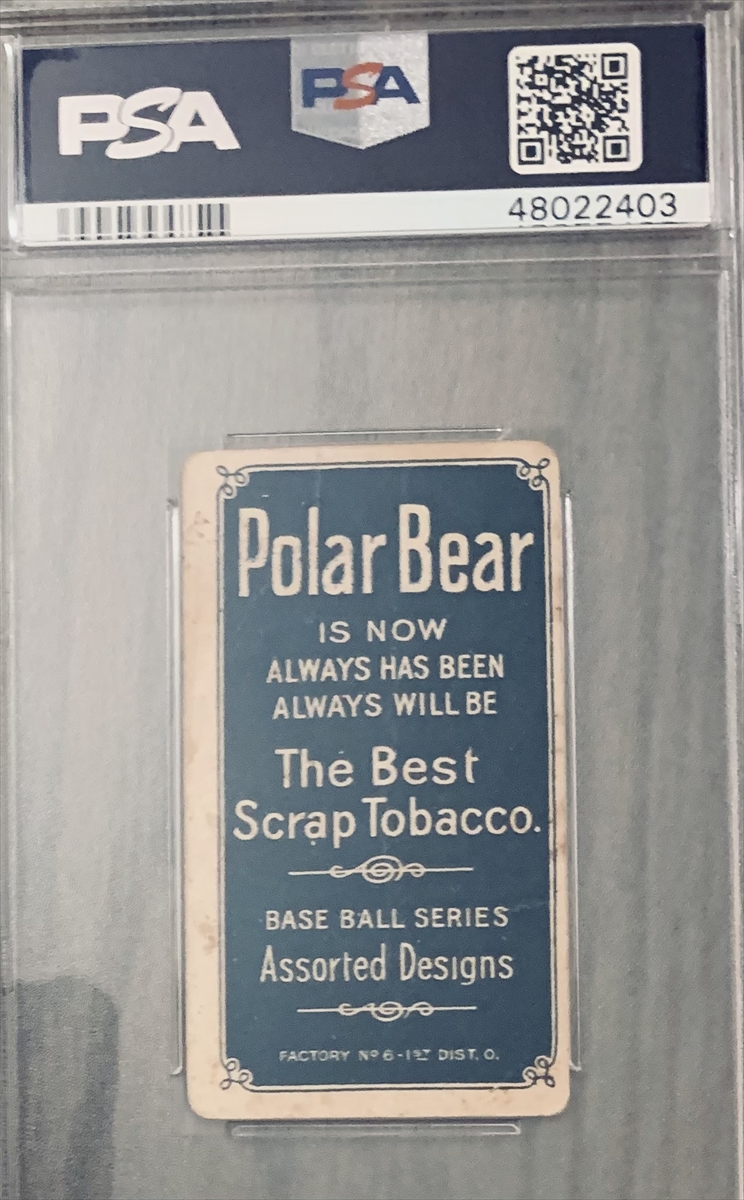 PSA
PSA
48022403
Polar Bear
IS NOW
ALWAYS HAS BEEN
ALWAYS WILL BE
The Best
Scrap Tobacco.
BASE BALL SERIES
Assorted Designs
FACTORY Nº 6 - 1ST DIST, O.